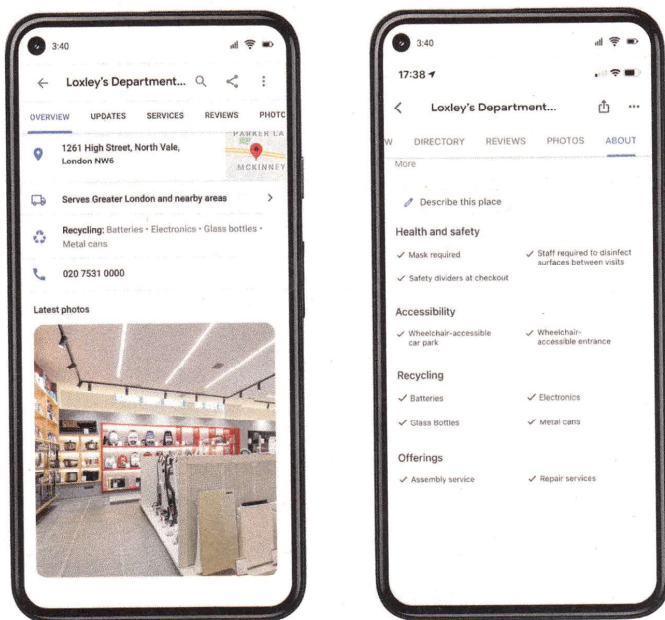 3:40
Loxley's Department...
OVERVIEW UPDATES SERVICES REVIEWS PHOTC
1261 High Street, North Vale,
London NW6
PARKER LA
MCKINNEY
Serves Greater London and nearby areas
Recycling: Batteries • Electronics • Glass bottles •
Metal cans
020 7531 0000
Latest photos
3:40
17:38
Loxley's Department...
W DIRECTORY REVIEWS PHOTOS ABOUT
More
Describe this place
Health and safety
Mask required
Staff required to disinfect
surfaces between visits
Safety dividers at checkout
Accessibility
Wheelchair-accessible
car park
Wheelchair-
accessible entrance
Recycling
Batteries
Electronics
Glass Bottles
Metal cans
Offerings
Assembly service
Repair services